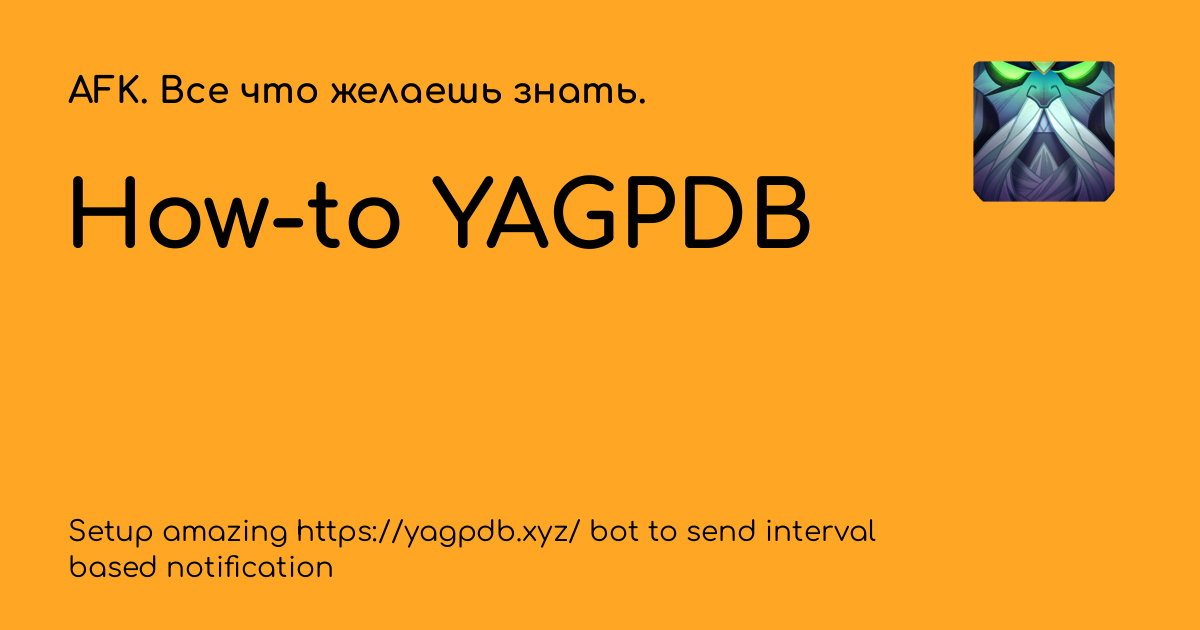 AFK. Все что желаешь знать.
How-to YAGPDB
Setup amazing https://yagpdb.xyz/ bot to send interval
based notification